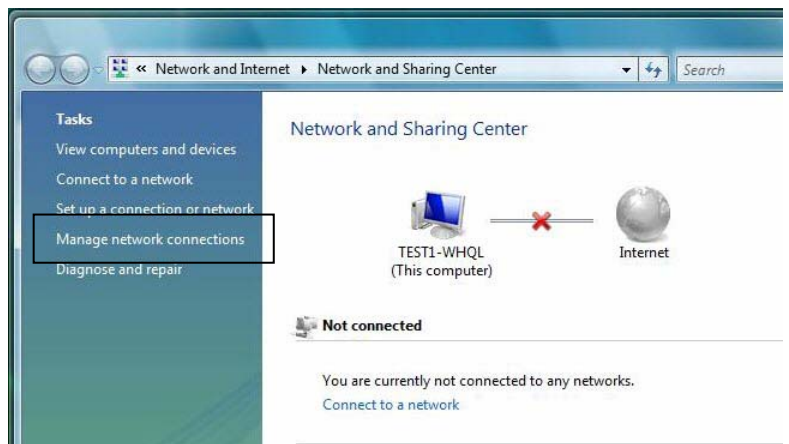 « Network and Internet ▸ Network and Sharing Center
Search
Tasks
View computers and devices
Connect to a network
Set up a connection or network
Manage network connections
Diagnose and repair
Network and Sharing Center
TEST1-WHQL
(This computer)
Internet
Not connected
You are currently not connected to any networks.
Connect to a network